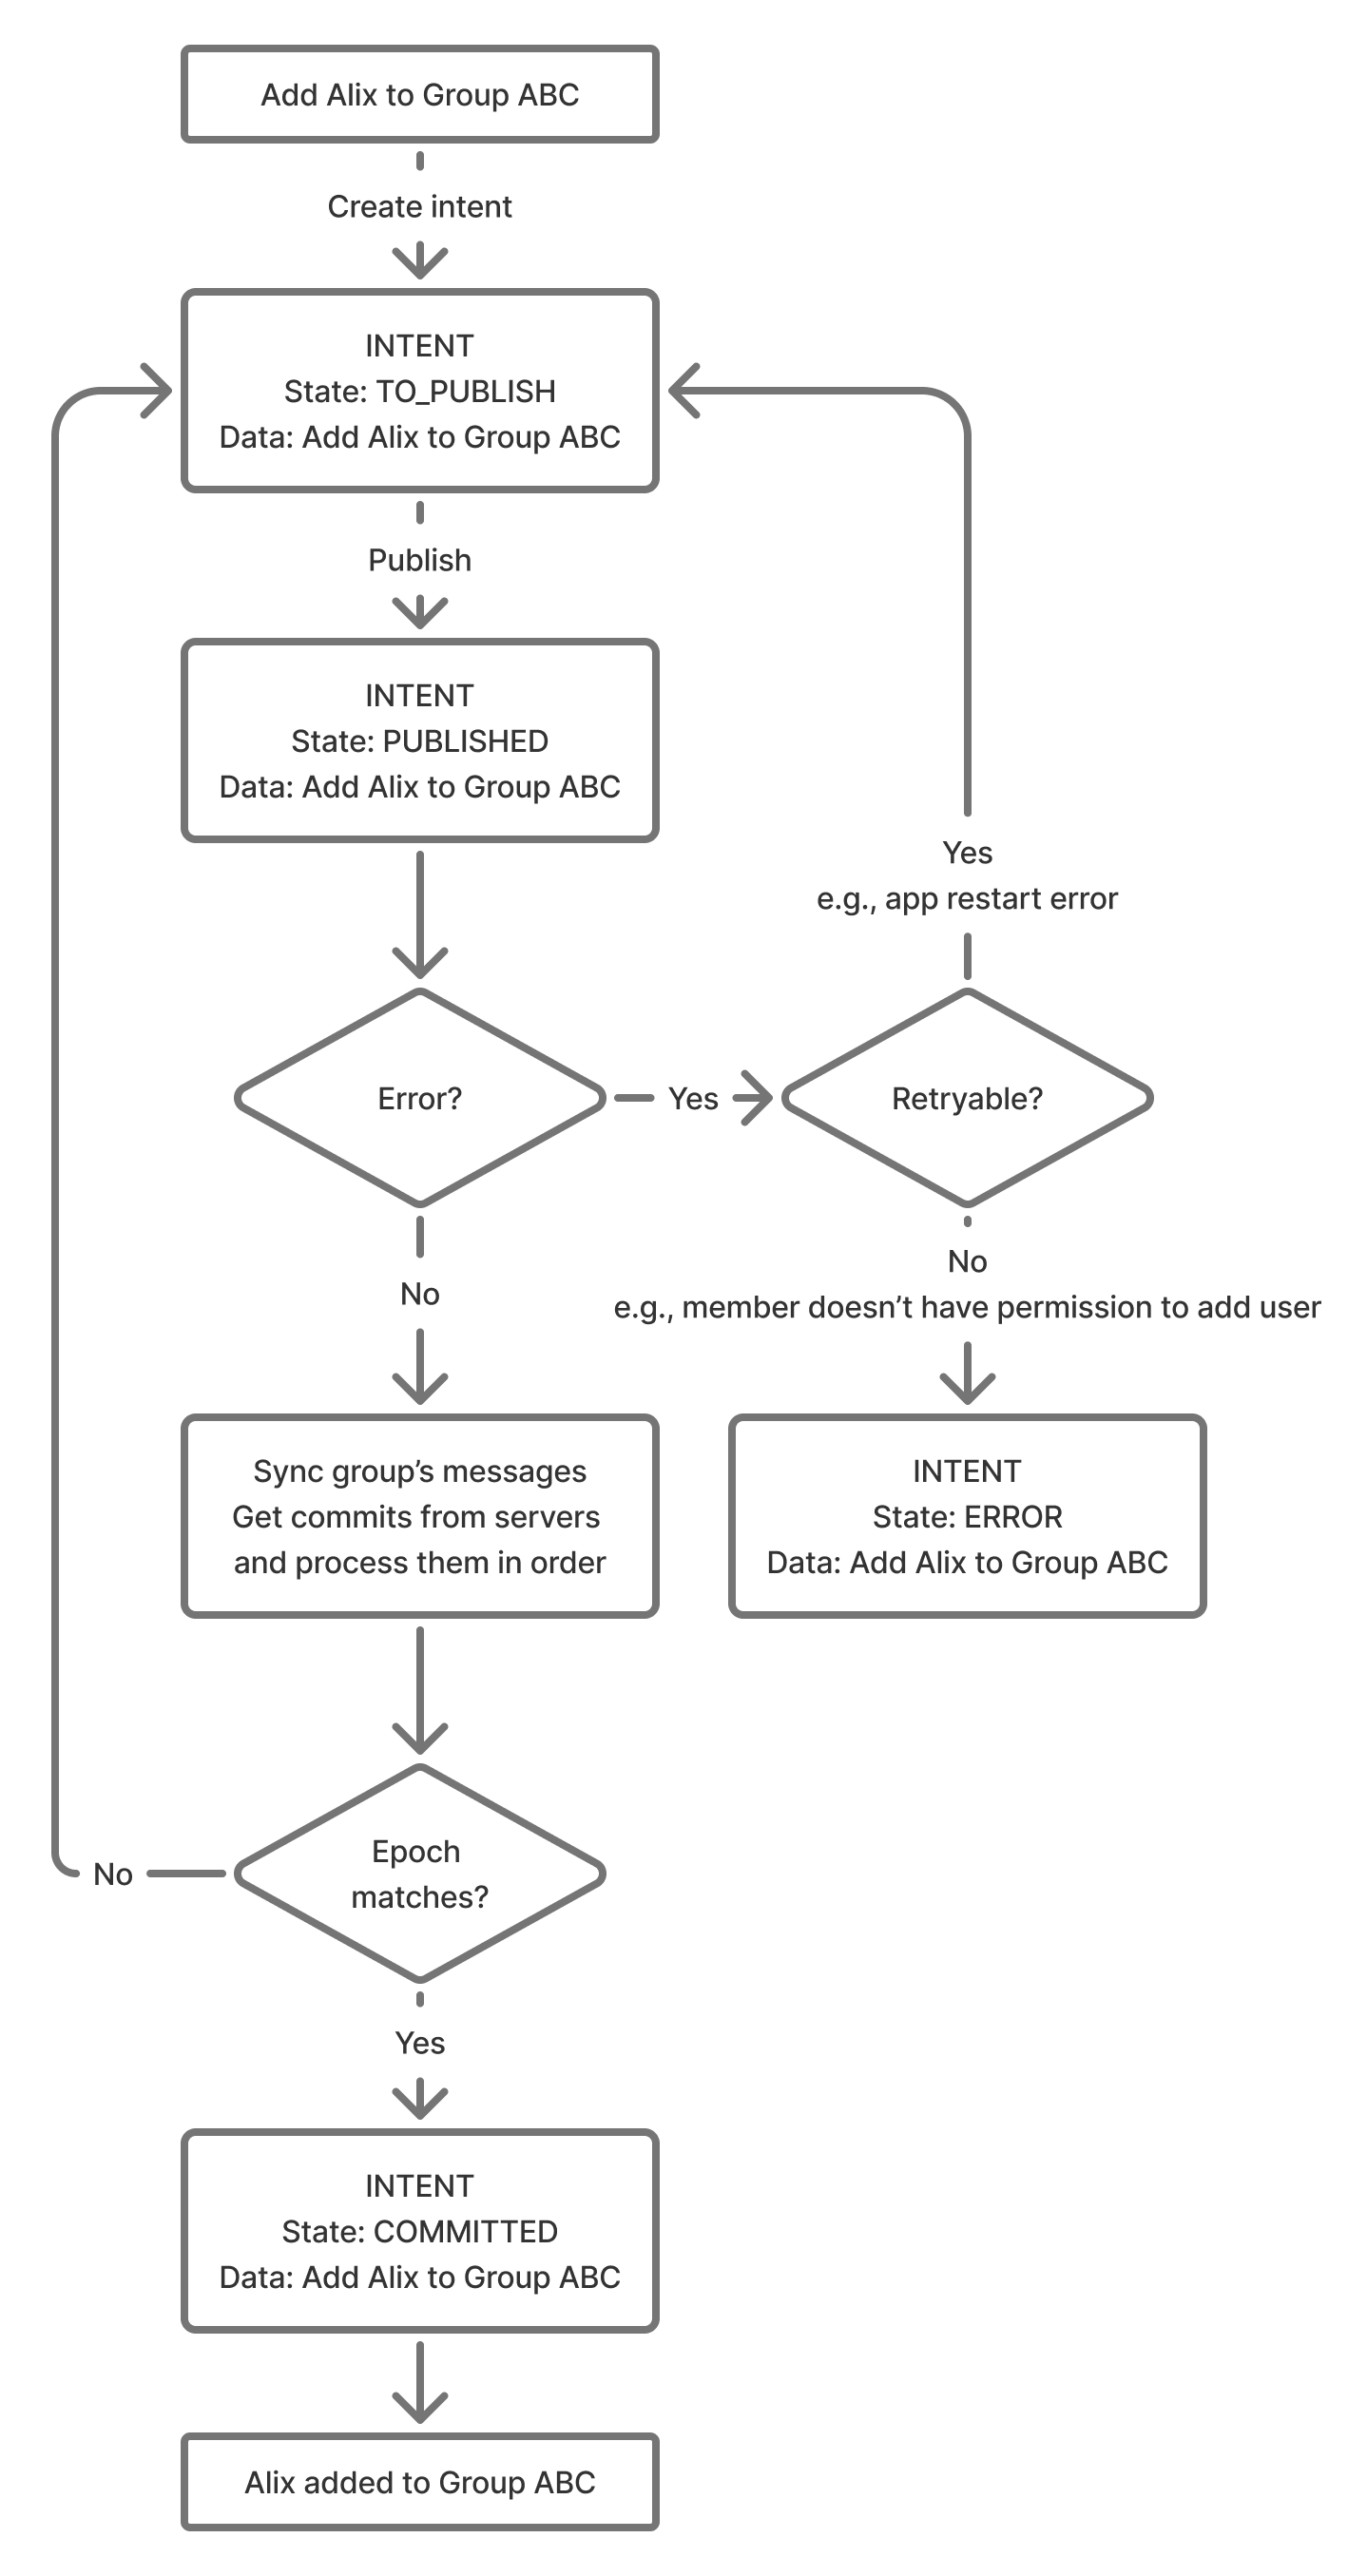 Add Alix to Group ABC
Create intent
INTENT
State: TO_PUBLISH
Data: Add Alix to Group ABC
Publish
INTENT
State: PUBLISHED
Data: Add Alix to Group ABC
Yes
e.g., app restart error
Error?
Yes
Retryable?
No
No
e.g., member doesn’t have permission to add user
Sync group’s messages
Get commits from servers
and process them in order
INTENT
State: ERROR
Data: Add Alix to Group ABC
Epoch
matches?
No
Yes
INTENT
State: COMMITTED
Data: Add Alix to Group ABC
Alix added to Group ABC